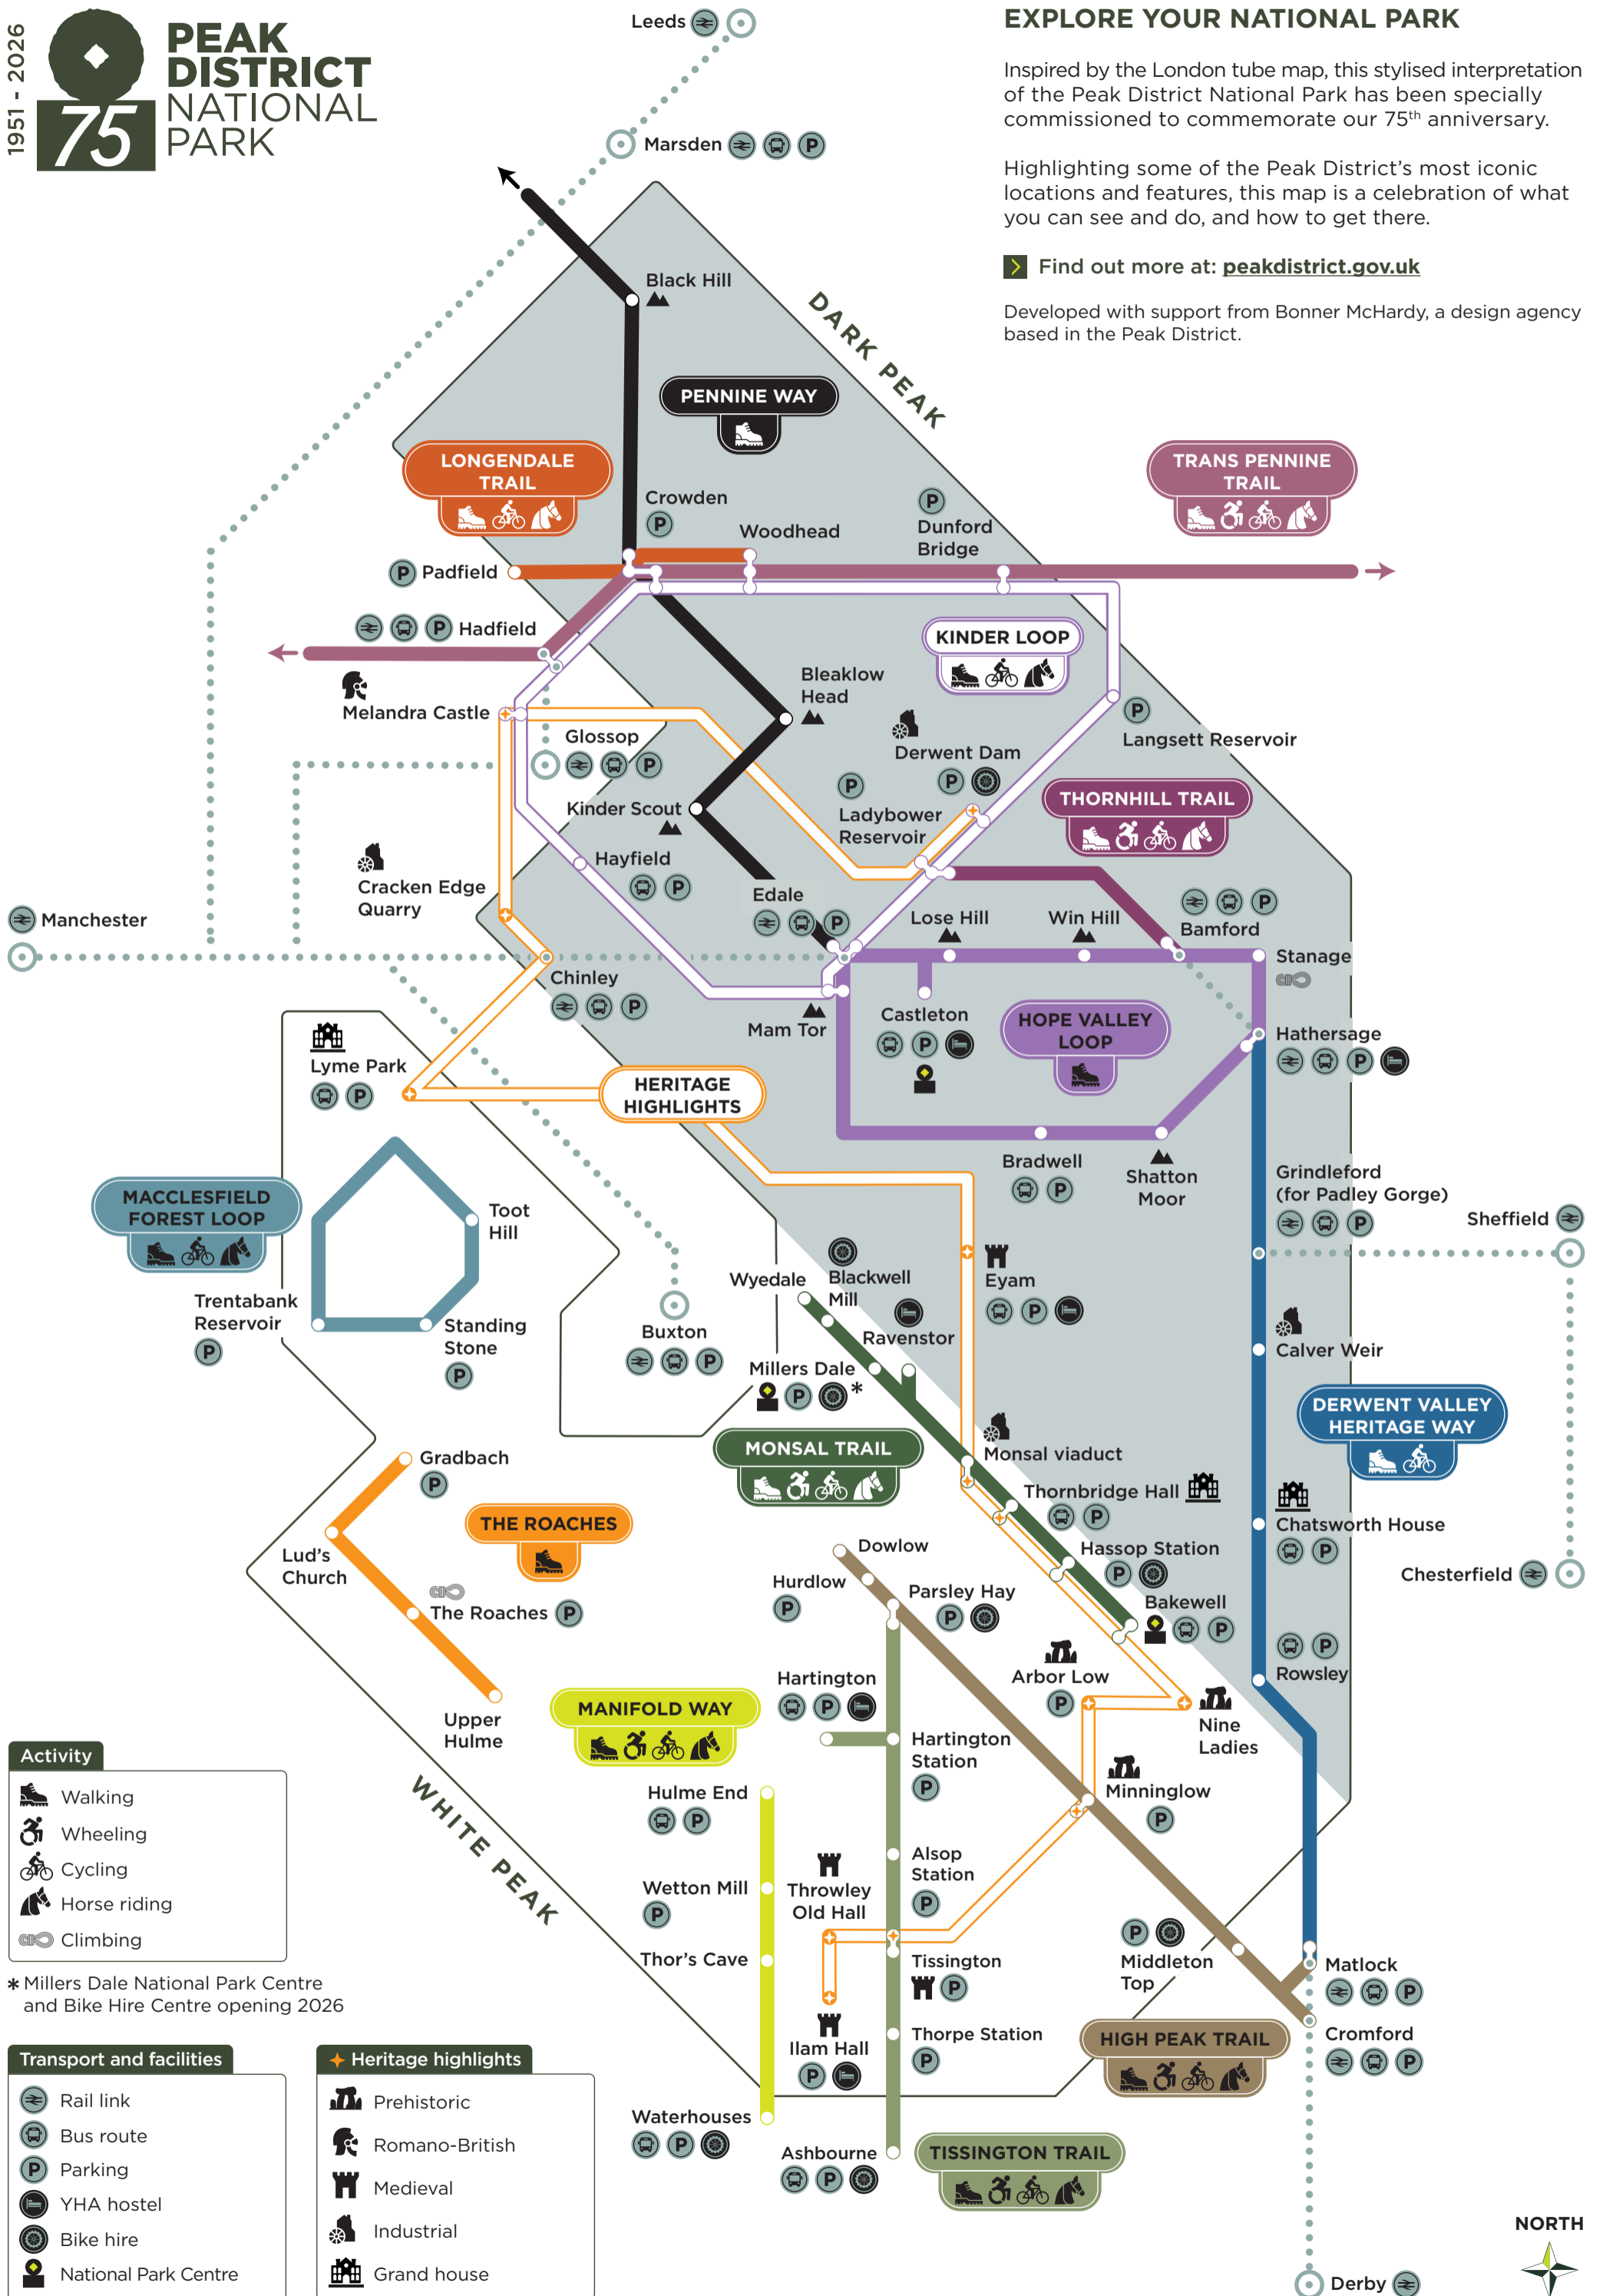 1951 - 2026
PEAK
DISTRICT
NATIONAL
PARK
75
EXPLORE YOUR NATIONAL PARK
Inspired by the London tube map, this stylised interpretation
of the Peak District National Park has been specially
commissioned to commemorate our 75th anniversary.
Highlighting some of the Peak District's most iconic
locations and features, this map is a celebration of what
you can see and do, and how to get there.
Find out more at: peakdistrict.gov.uk
Developed with support from Bonner McHardy, a design agency
based in the Peak District.
Leeds
Marsden P
Black Hill
DARK PEAK
PENNINE WAY
LONGENDALE
TRAIL
TRANS PENNINE
TRAIL
Crowden
P
Woodhead
P
Dunford
Bridge
P Padfield
P Hadfield
KINDER LOOP
Melandra Castle
Bleaklow
Head
Glossop
P
Derwent Dam
P
P
Langsett Reservoir
Kinder Scout
P
Ladybower
Reservoir
THORNHILL TRAIL
Hayfield
P
Cracken Edge
Quarry
Edale
P
Lose Hill
Win Hill
P
Bamford
Manchester
Stanage
Chinley
P
Mam Tor
Castleton
P
HOPE VALLEY
LOOP
Hathersage
P
Lyme Park
P
HERITAGE
HIGHLIGHTS
Bradwell
P
Shatton
Moor
Grindleford
(for Padley Gorge)
P
Sheffield
MACCLESFIELD
FOREST LOOP
Toot
Hill
Trentabank
Reservoir
P
Standing
Stone
P
Buxton
P
Wyedale
Blackwell
Mill
Ravenstor
Eyam
P
Millers Dale
P *
Calver Weir
MONSAL TRAIL
Monsal viaduct
DERWENT VALLEY
HERITAGE WAY
Gradbach
P
Thornbridge Hall
P
Chatsworth House
P
THE ROACHES
Lud's
Church
The Roaches P
Upper
Hulme
Dowlow
Hurdlow
P
Parsley Hay
P
Hassop Station
P
Bakewell
P
Chesterfield
P
Rowsley
Arbor Low
P
Nine
Ladies
Hartington
P
MANIFOLD WAY
Hartington
Station
P
Minninglow
P
Hulme End
P
WHITE PEAK
Wetton Mill
P
Throwley
Old Hall
Alsop
Station
P
Thor's Cave
Tissington
P
P
Middleton
Top
Matlock
P
Cromford
P
Ilam Hall
P
Thorpe Station
P
HIGH PEAK TRAIL
Waterhouses
P
Ashbourne
P
TISSINGTON TRAIL
Derby
NORTH
Activity
Walking
Wheeling
Cycling
Horse riding
Climbing
* Millers Dale National Park Centre
and Bike Hire Centre opening 2026
Transport and facilities
Rail link
Bus route
P Parking
YHA hostel
Bike hire
National Park Centre
Heritage highlights
Prehistoric
Romano-British
Medieval
Industrial
Grand house